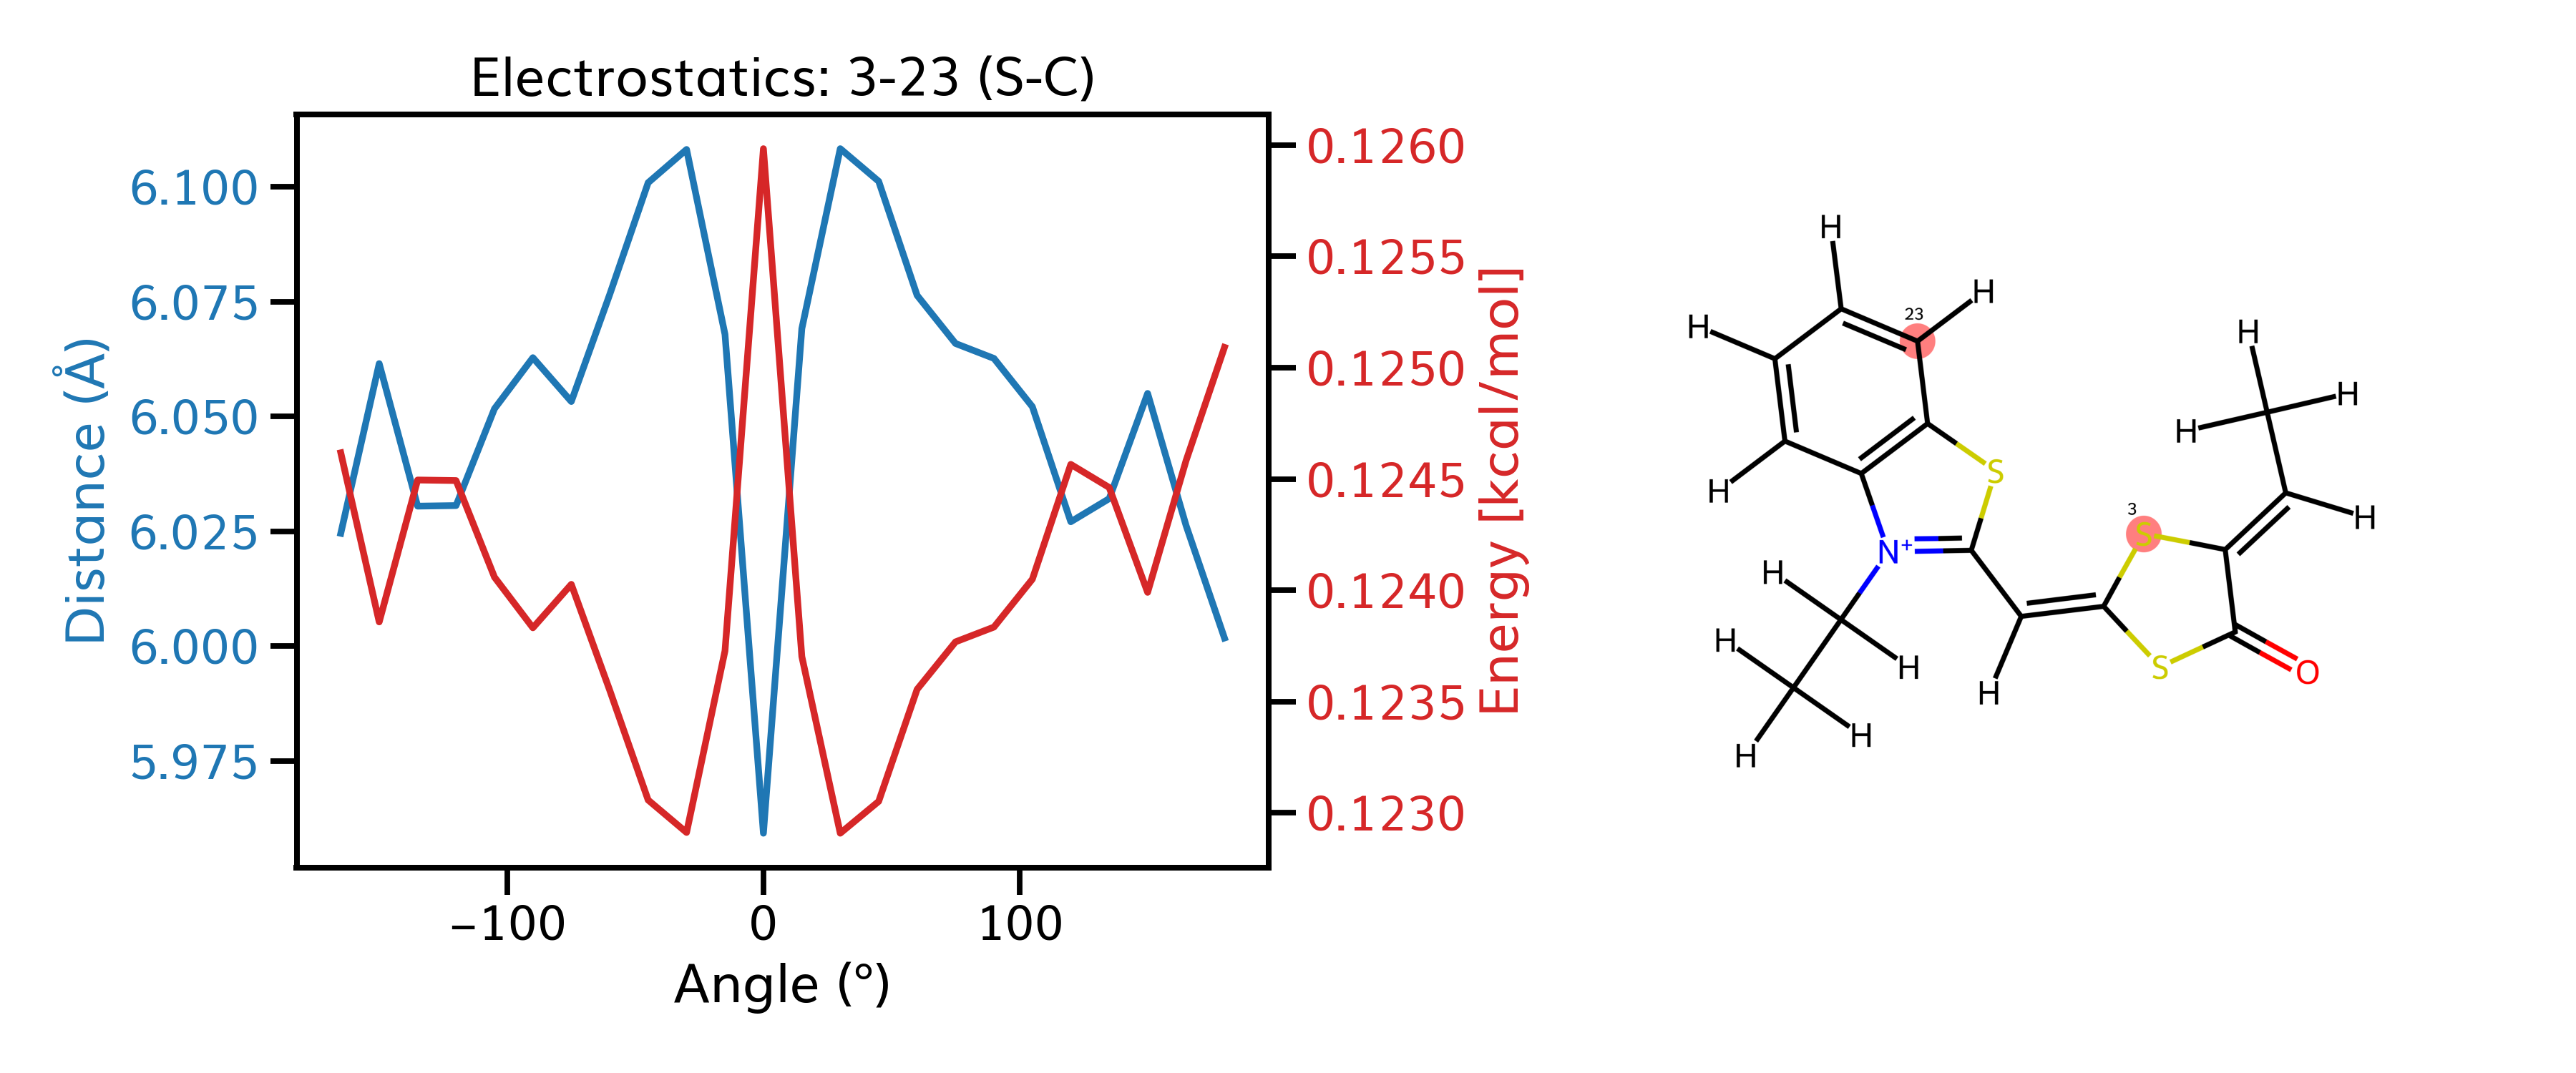 Electrostatics: 3-23 (S-C)
6.100
6.075
6.050
6.025
6.000
5.975
Distance (Å)
0.1260
0.1255
0.1250
0.1245
0.1240
0.1235
0.1230
Energy [kcal/mol]
−100 0 100
Angle (°)
H
H
23
H
H
H
H
S
3
S
H
H
N+
H
S
O
H
H
H
H
H